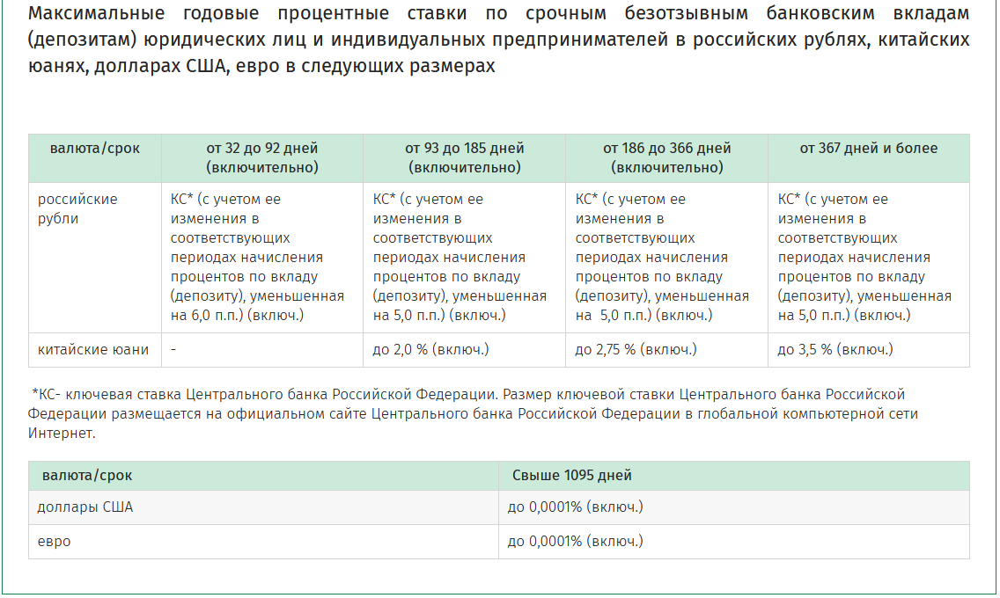 Максимальные годовые процентные ставки по срочным безотзывным банковским вкладам
(депозитам) юридических лиц и индивидуальных предпринимателей в российских рублях, китайских
юанях, долларах США, евро в следующих размерах
валюта/срок
от 32 до 92 дней
(включительно)
от 93 до 185 дней
(включительно)
от 186 до 366 дней
(включительно)
от 367 дней и более
российские
рубли
КС* (с учетом ее
изменения в
соответствующих
периодах начисления
процентов по вкладу
(депозиту), уменьшенная
на 6,0 п.п.) (включ.)
КС* (с учетом ее
изменения в
соответствующих
периодах начисления
процентов по вкладу
(депозиту), уменьшенная
на 5,0 п.п.) (включ.)
КС* (с учетом ее
изменения в
соответствующих
периодах начисления
процентов по вкладу
(депозиту), уменьшенная
на  5,0 п.п.) (включ.)
КС* (с учетом ее
изменения в
соответствующих
периодах начисления
процентов по вкладу
(депозиту), уменьшенная
на 5,0 п.п.) (включ.)
китайские юани
-
до 2,0 % (включ.)
до 2,75 % (включ.)
до 3,5 % (включ.)
*КС- ключевая ставка Центрального банка Российской Федерации. Размер ключевой ставки Центрального банка Российской
Федерации размещается на официальном сайте Центрального банка Российской Федерации в глобальной компьютерной сети
Интернет.
валюта/срок
Свыше 1095 дней
доллары США
до 0,0001% (включ.)
евро
до 0,0001% (включ.)